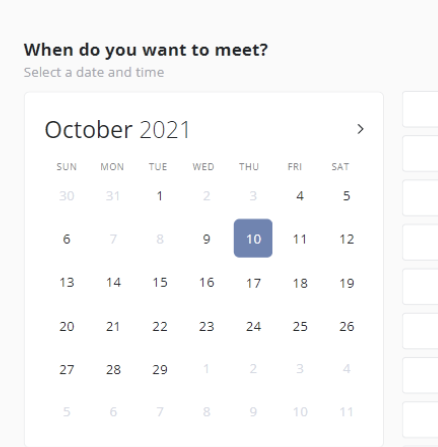 When do you want to meet?
Select a date and time
October 2021
SUN MON TUE WED THU FRI SAT
30 31 1 2 3 4 5
6 7 8 9 10 11 12
13 14 15 16 17 18 19
20 21 22 23 24 25 26
27 28 29 1 2 3 4
5 6 7 8 9 10 11